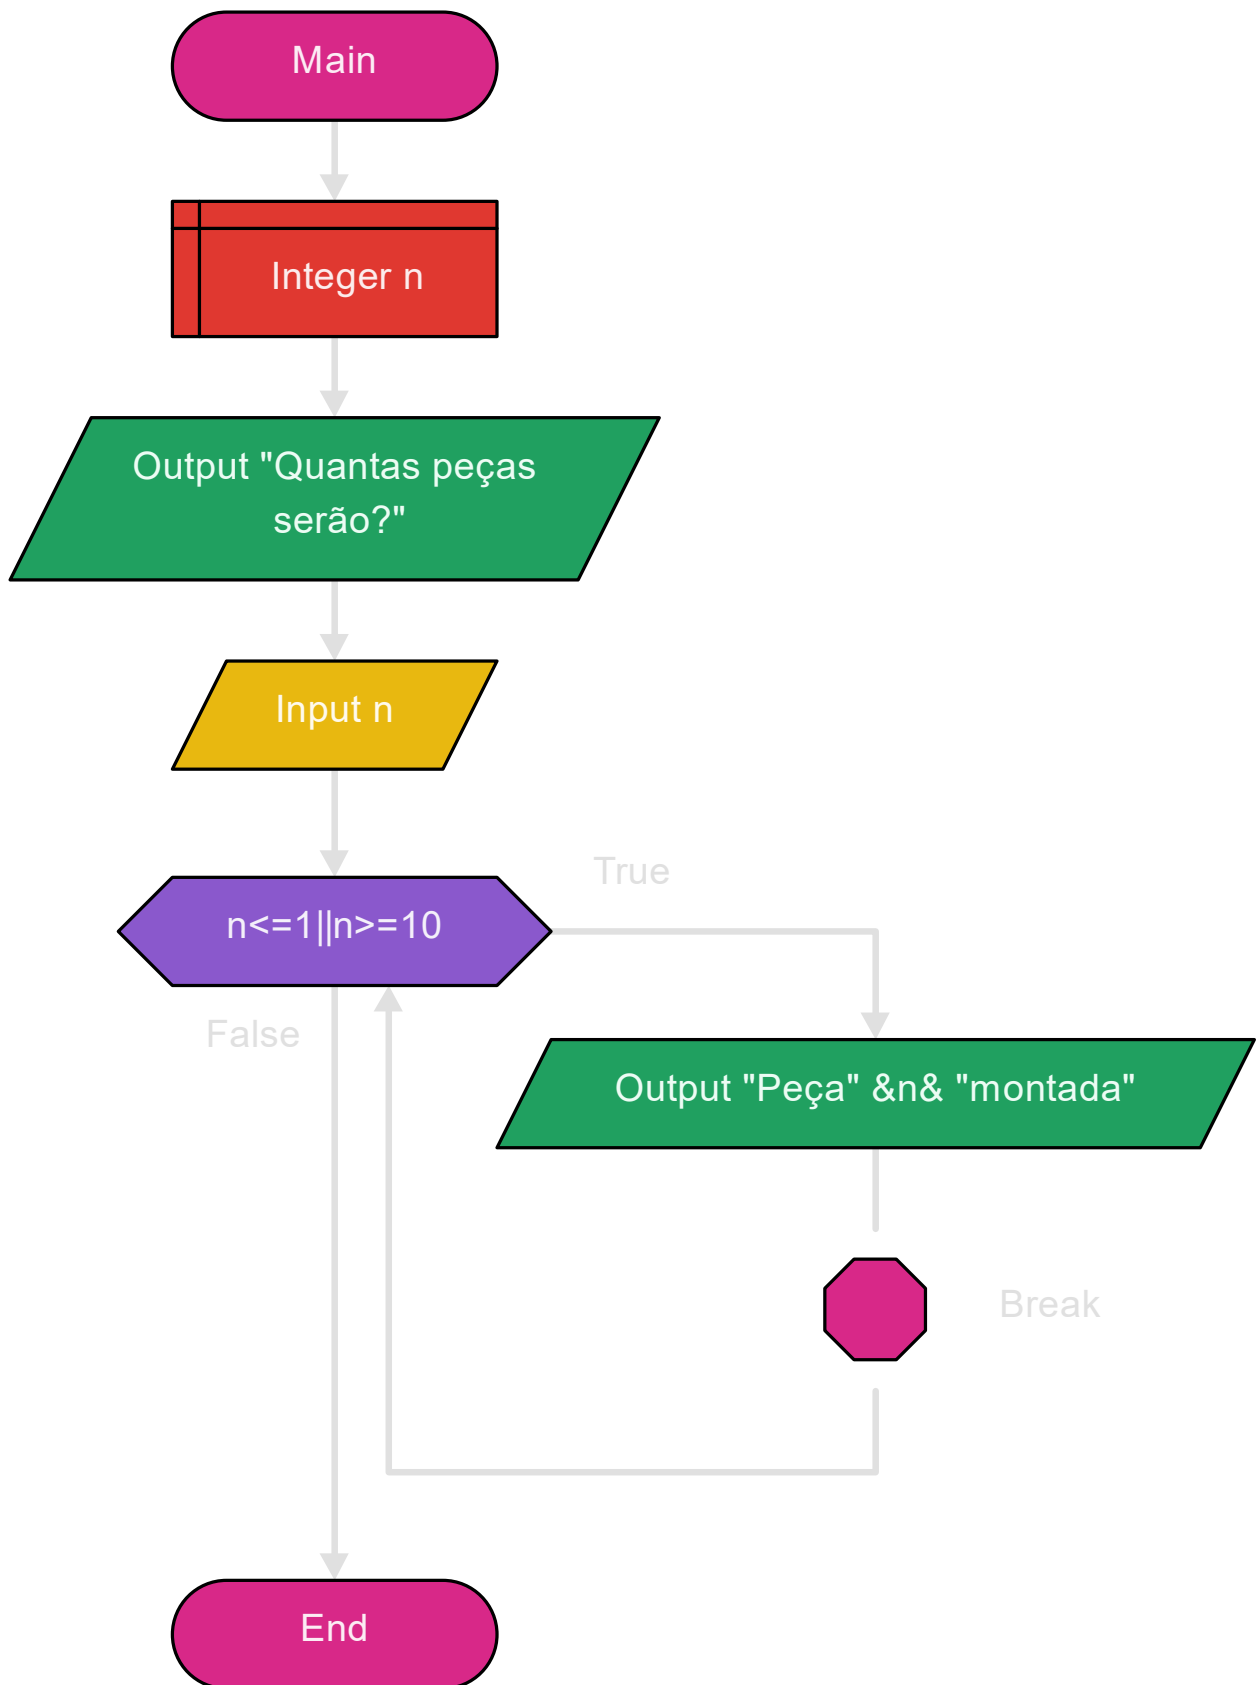 Main
Integer n
Output "Quantas peças
serão?"
Input n
True
n<=1||n>=10
False
Output "Peça" &n& "montada"
Break
End